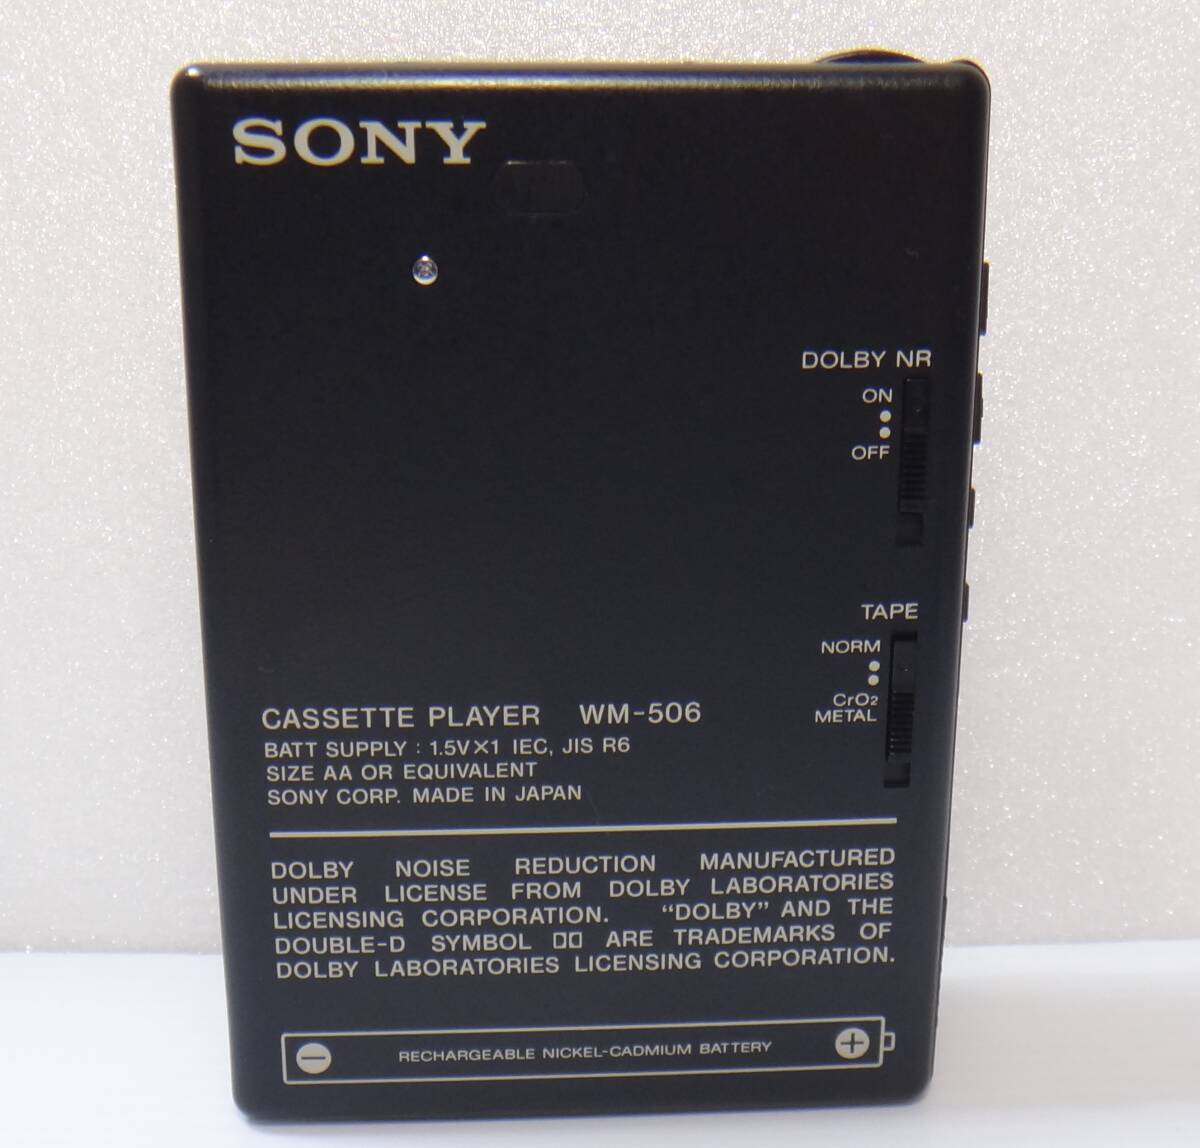 SONY
DOLBY NR
ON
OFF
TAPE
NORM
CrO2
METAL
CASSETTE PLAYER WM-506
BATT SUPPLY : 1.5V×1 IEC, JIS R6
SIZE AA OR EQUIVALENT
SONY CORP. MADE IN JAPAN
DOLBY NOISE REDUCTION MANUFACTURED
UNDER LICENSE FROM DOLBY LABORATORIES
LICENSING CORPORATION. “DOLBY” AND THE
DOUBLE-D SYMBOL ARE TRADEMARKS OF
DOLBY LABORATORIES LICENSING CORPORATION.
− RECHARGEABLE NICKEL-CADMIUM BATTERY +